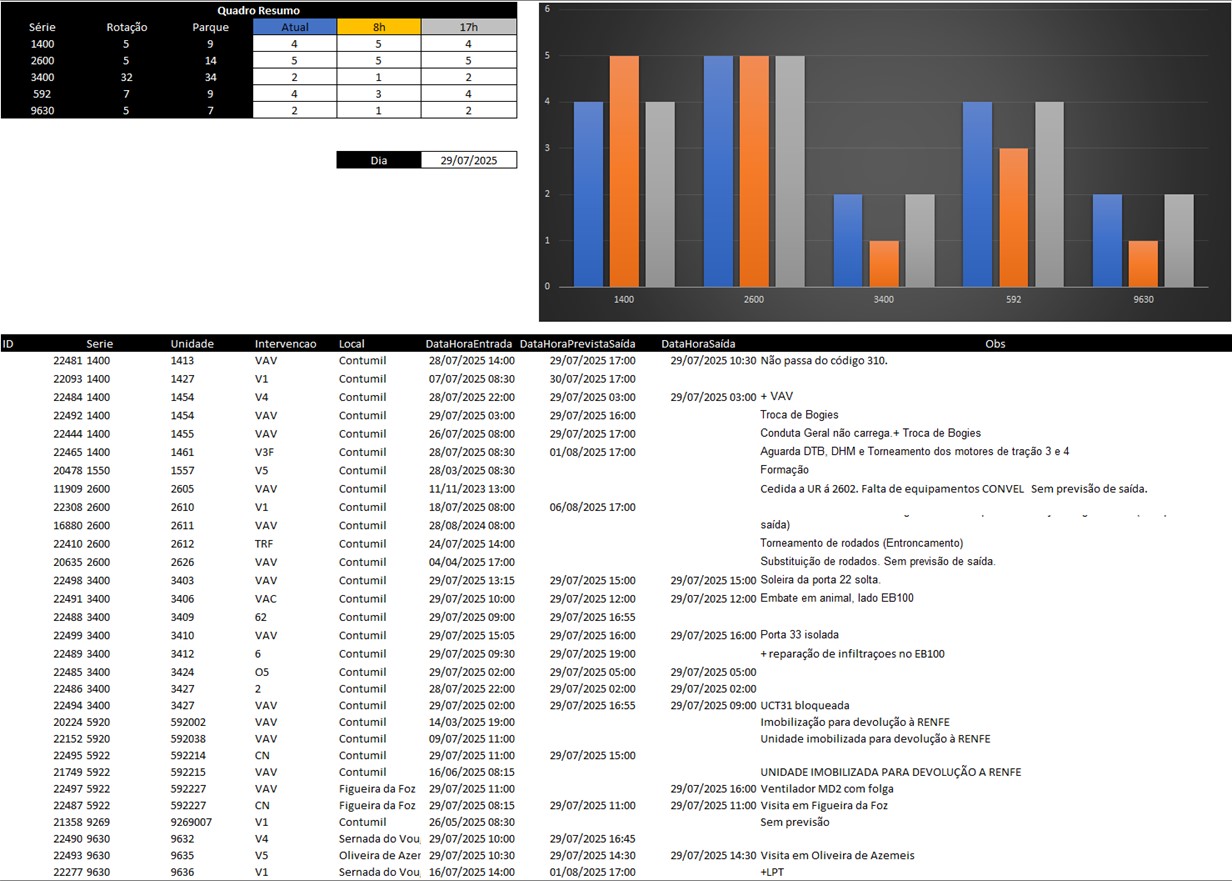 Quadro Resumo
Série Rotação Parque Atual 8h 17h
1400 5 9 4 5 4
2600 5 14 5 5 5
3400 32 34 2 1 2
592 7 9 4 3 4
9630 5 7 2 1 2
Dia 29/07/2025
6
5
4
3
2
1
0
1400 2600 3400 592 9630
ID Serie Unidade Intervencao Local DataHoraEntrada DataHoraPrevistaSaída DataHoraSaída Obs
22481 1400 1413 VAV Contumil 28/07/2025 14:00 29/07/2025 17:00 29/07/2025 10:30 Não passa do código 310.
22093 1400 1427 V1 Contumil 07/07/2025 08:30 30/07/2025 17:00
22484 1400 1454 V4 Contumil 28/07/2025 22:00 29/07/2025 03:00 29/07/2025 03:00 + VAV
22492 1400 1454 VAV Contumil 29/07/2025 03:00 29/07/2025 16:00 Troca de Bogies
22444 1400 1455 VAV Contumil 26/07/2025 08:00 29/07/2025 17:00 Conduta Geral não carrega.+ Troca de Bogies
22465 1400 1461 V3F Contumil 28/07/2025 08:30 01/08/2025 17:00 Aguarda DTB, DHM e Torneamento dos motores de tração 3 e 4
20478 1550 1557 V5 Contumil 28/03/2025 08:30 Formação
11909 2600 2605 VAV Contumil 11/11/2023 13:00 Cedida a UR á 2602. Falta de equipamentos CONVEL Sem previsão de saída.
22308 2600 2610 V1 Contumil 18/07/2025 08:00 06/08/2025 17:00
16880 2600 2611 VAV Contumil 28/08/2024 08:00 saída)
22410 2600 2612 TRF Contumil 24/07/2025 14:00 Torneamento de rodados (Entroncamento)
20635 2600 2626 VAV Contumil 04/04/2025 17:00 Substituição de rodados. Sem previsão de saída.
22498 3400 3403 VAV Contumil 29/07/2025 13:15 29/07/2025 15:00 29/07/2025 15:00 Soleira da porta 22 solta.
22491 3400 3406 VAC Contumil 29/07/2025 10:00 29/07/2025 12:00 29/07/2025 12:00 Embate em animal, lado EB100
22488 3400 3409 62 Contumil 29/07/2025 09:00 29/07/2025 16:55
22499 3400 3410 VAV Contumil 29/07/2025 15:05 29/07/2025 16:00 29/07/2025 16:00 Porta 33 isolada
22489 3400 3412 6 Contumil 29/07/2025 09:30 29/07/2025 19:00 + reparação de infiltraçoes no EB100
22485 3400 3424 O5 Contumil 29/07/2025 02:00 29/07/2025 05:00 29/07/2025 05:00
22486 3400 3427 2 Contumil 28/07/2025 22:00 29/07/2025 02:00 29/07/2025 02:00
22494 3400 3427 VAV Contumil 29/07/2025 02:00 29/07/2025 16:55 29/07/2025 09:00 UCT31 bloqueada
20224 5920 592002 VAV Contumil 14/03/2025 19:00 Imobilização para devolução à RENFE
22152 5920 592038 VAV Contumil 09/07/2025 11:00 Unidade imobilizada para devolução à RENFE
22495 5922 592214 CN Contumil 29/07/2025 11:00 29/07/2025 15:00
21749 5922 592215 VAV Contumil 16/06/2025 08:15 UNIDADE IMOBILIZADA PARA DEVOLUÇÃO A RENFE
22497 5922 592227 VAV Figueira da Foz 29/07/2025 11:00 29/07/2025 16:00 Ventilador MD2 com folga
22487 5922 592227 CN Figueira da Foz 29/07/2025 08:15 29/07/2025 11:00 29/07/2025 11:00 Visita em Figueira da Foz
21358 9269 9269007 V1 Contumil 26/05/2025 08:30 Sem previsão
22490 9630 9632 V4 Sernada do Vou 29/07/2025 10:00 29/07/2025 16:45
22493 9630 9635 V5 Oliveira de Azer 29/07/2025 10:30 29/07/2025 14:30 29/07/2025 14:30 Visita em Oliveira de Azemeis
22277 9630 9636 V1 Sernada do Vou 16/07/2025 14:00 01/08/2025 17:00 +LPT